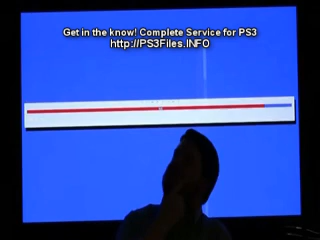 Get in the know! Complete Service for PS3
http://PS3Files.INFO